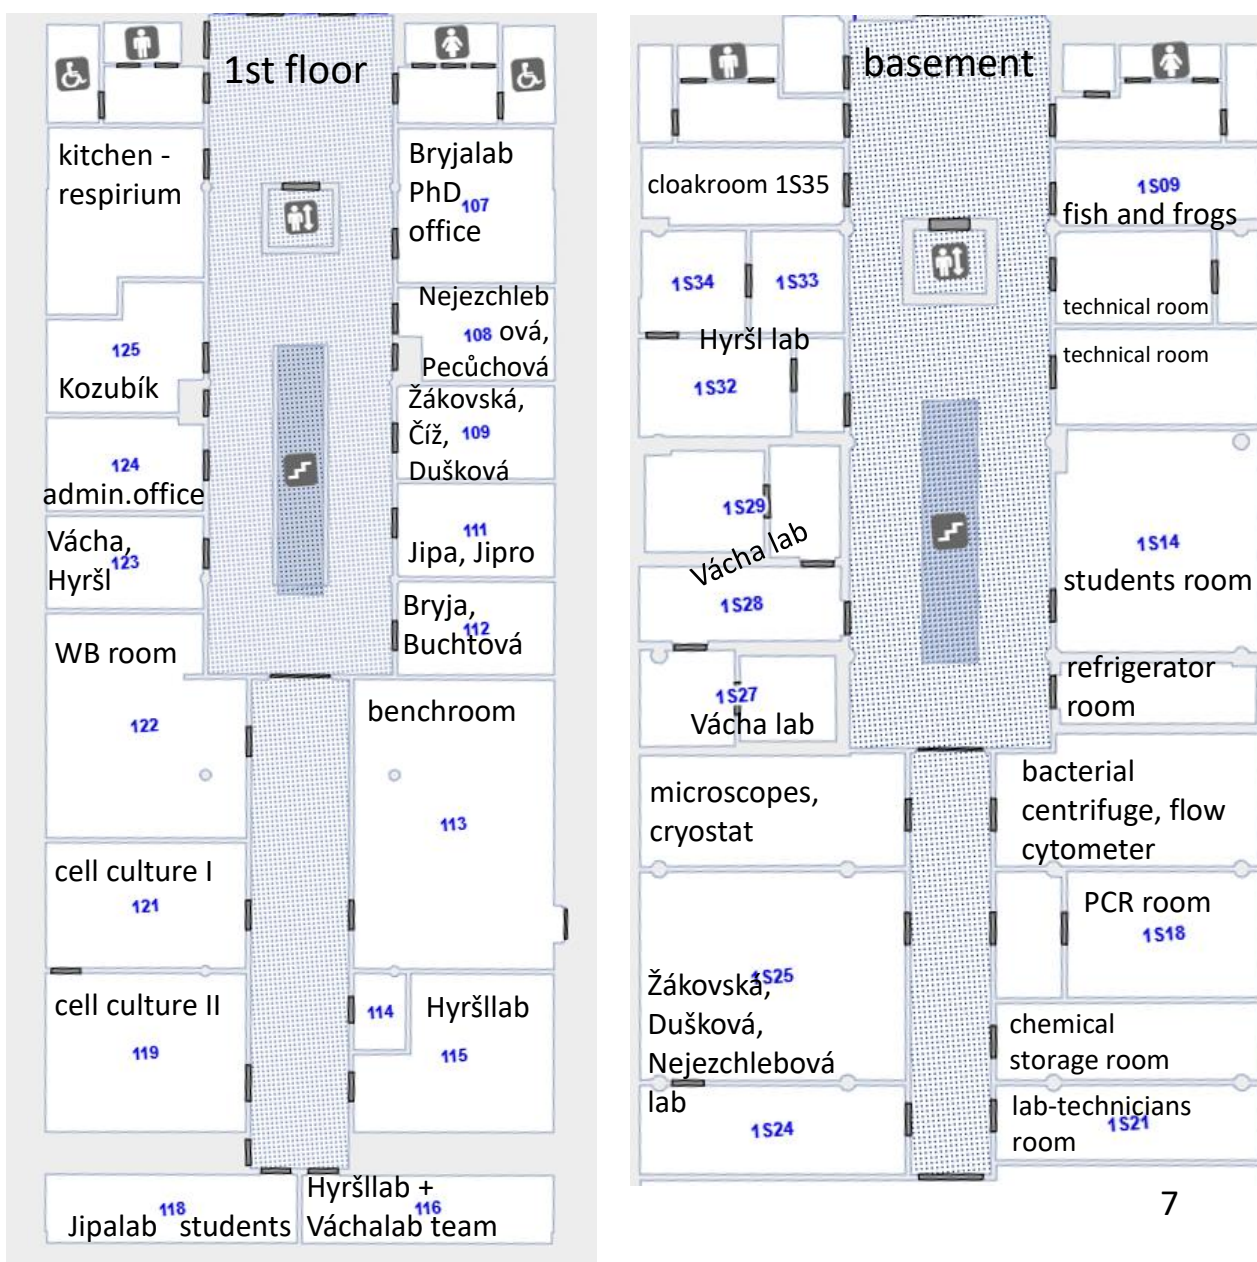 1st floor
kitchen -
respirium
Bryjalab
PhD
107
office
Nejezchleb
108 ová,
Pecůchová
125
Kozubík
Žákovská,
Číž, 109
Dušková
124
admin.office
111
Jipa, Jipro
Vácha,
123
Hyršl
Bryja,
112
Buchtová
WB room
122
benchroom
113
cell culture I
121
cell culture II
119
114
Hyršllab
115
118
Jipalab students
Hyršllab +
116
Váchalab team
basement
cloakroom 1S35
1S09
fish and frogs
1S34
1S33
technical room
Hyršl lab
1S32
technical room
1S29
Vácha lab
1S28
1S14
students room
1S27
Vácha lab
refrigerator
room
microscopes,
cryostat
bacterial
centrifuge, flow
cytometer
PCR room
1S18
1S25
Žákovská,
Dušková,
Nejezchlebová
lab
chemical
storage room
1S24
lab-technicians
1S21
room
7